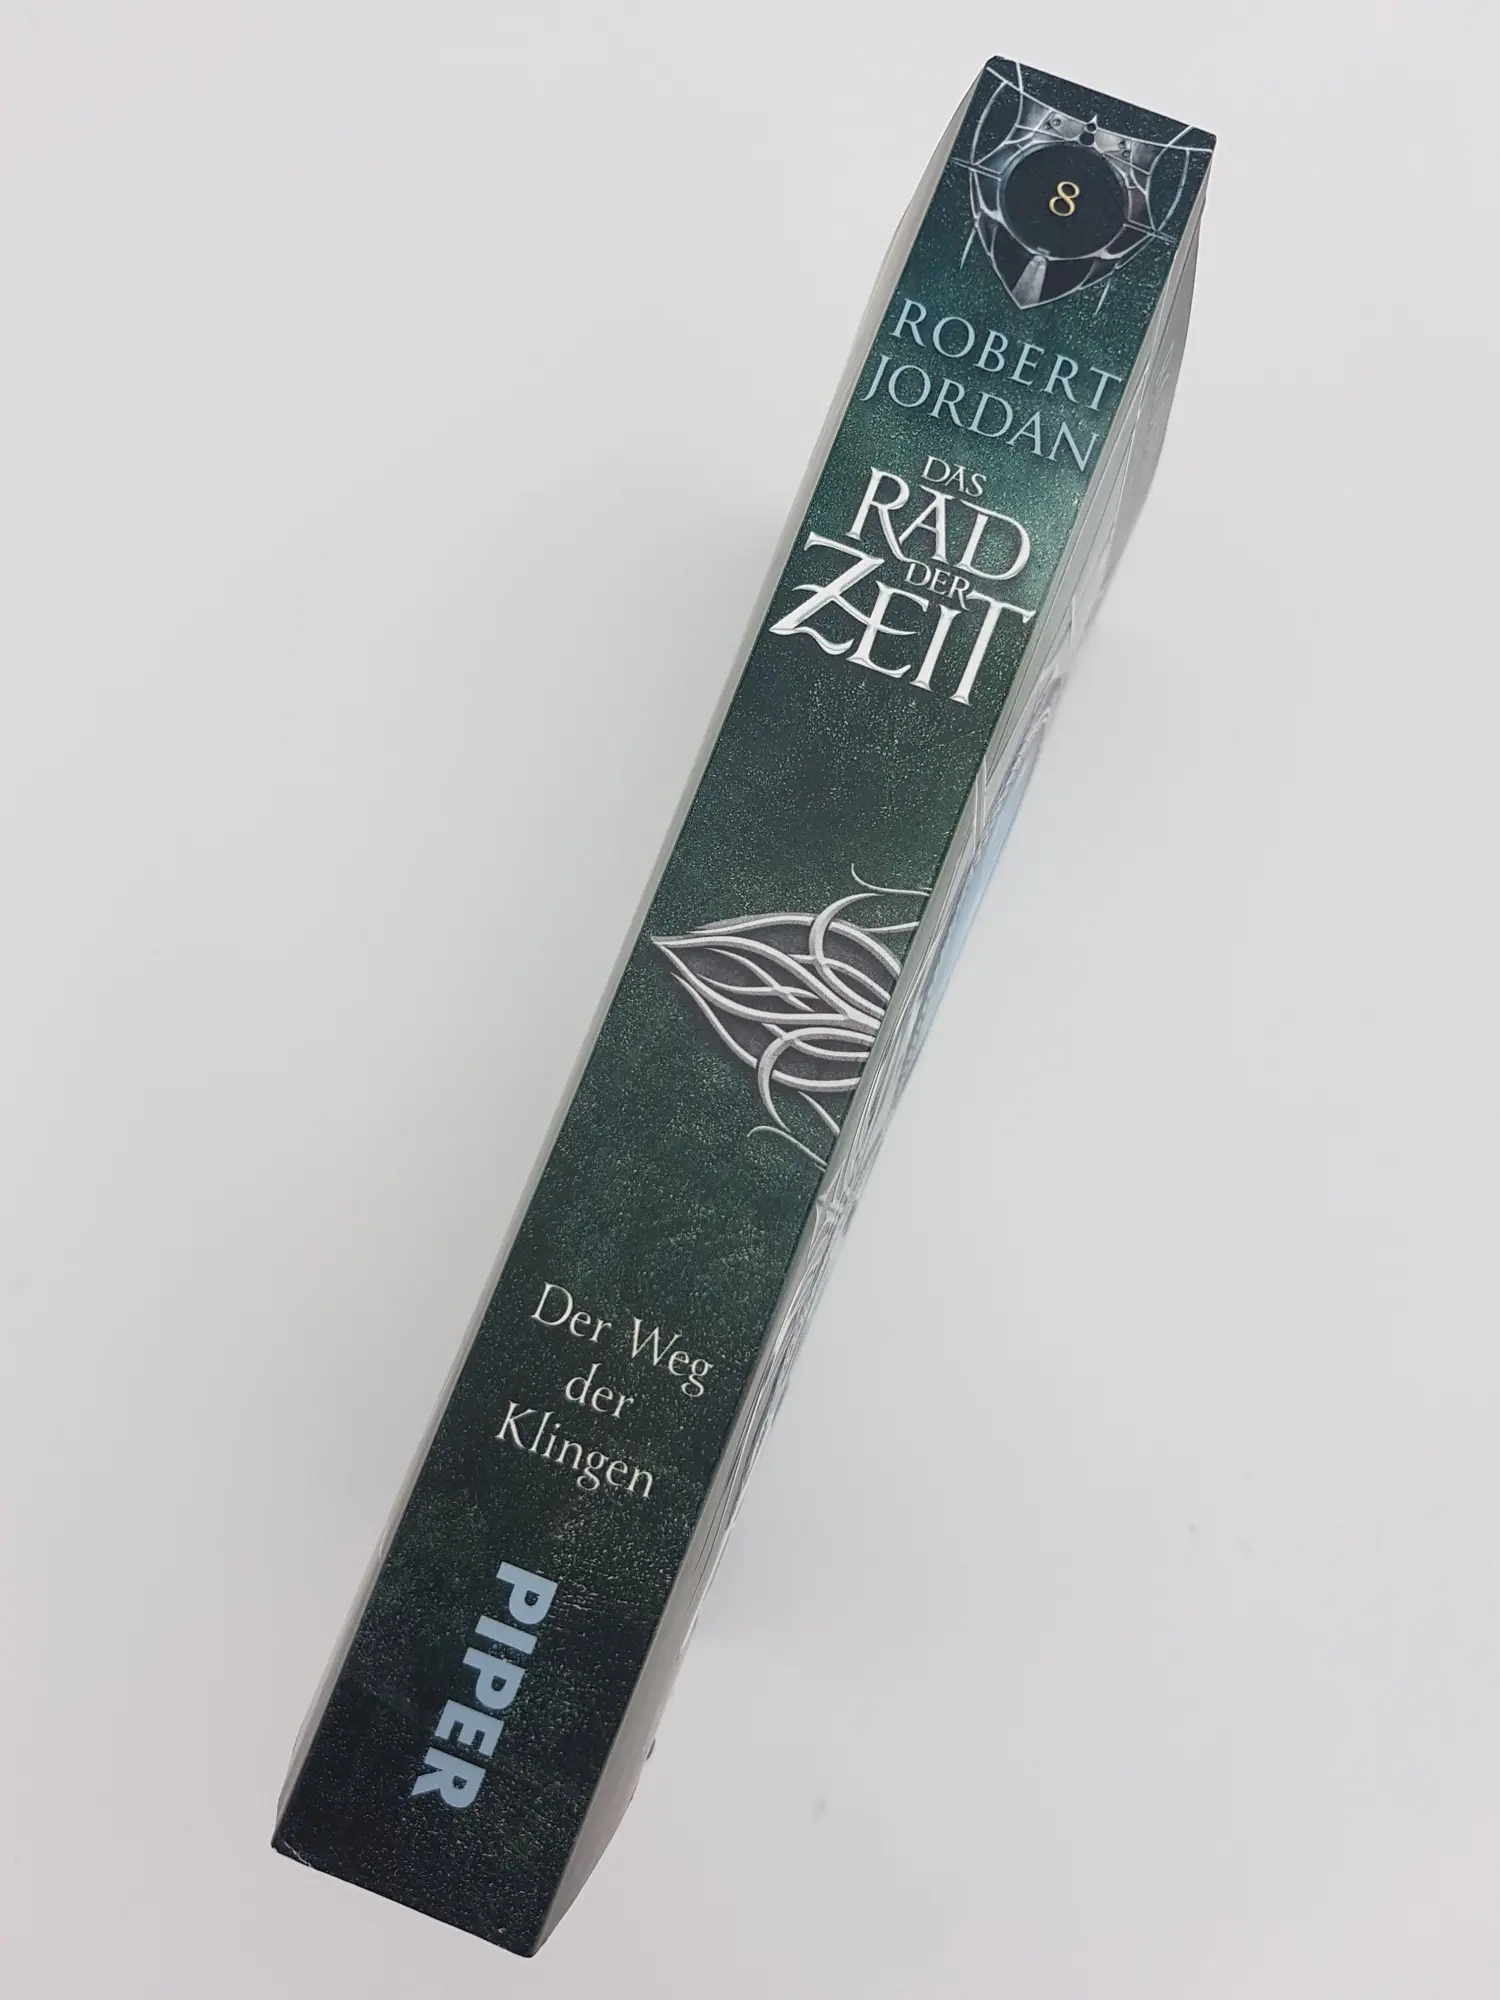 8
ROBERT
JORDAN
DAS
RAD
DER
ZEIT
Der Weg
der
Klingen
PIPER